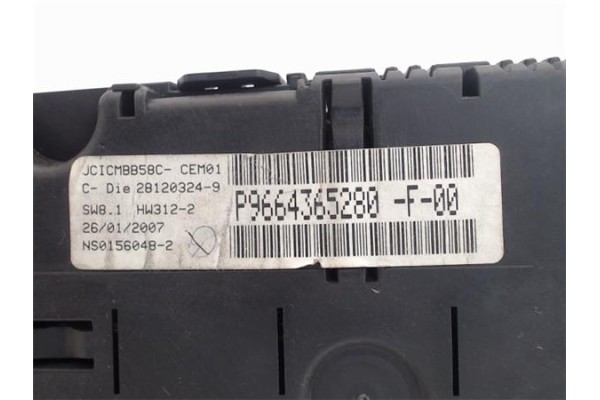 JCICMBB58C- CEM01
C- Die 28120324-9
SW8.1 HW312-2
26/01/2007
NS0156048-2
P9664365280 -F-00